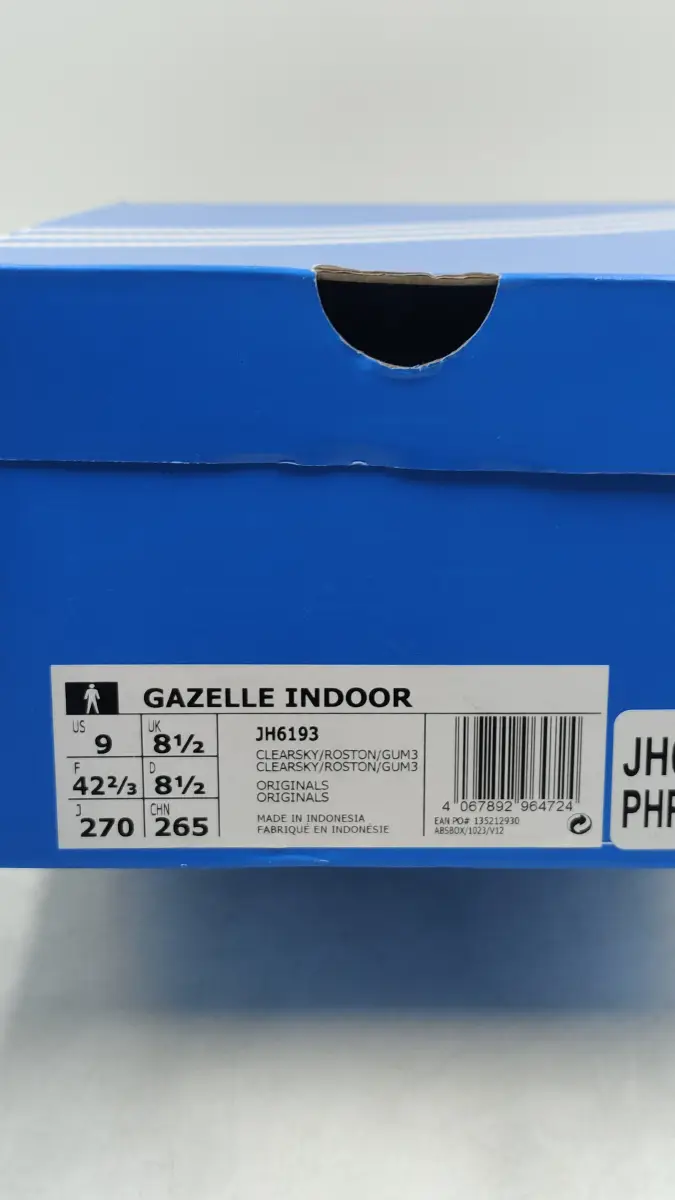 GAZELLE INDOOR
US 9 UK 8½
F 42⅔ D 8½
J 270 CHN 265
JH6193
CLEARSKY/ROSTON/GUM3
CLEARSKY/ROSTON/GUM3
ORIGINALS
ORIGINALS
MADE IN INDONESIA
FABRIQUÉ EN INDONÉSIE
4 067892 964724
EAN PO# 135212930
ABSBOX/1023/V12